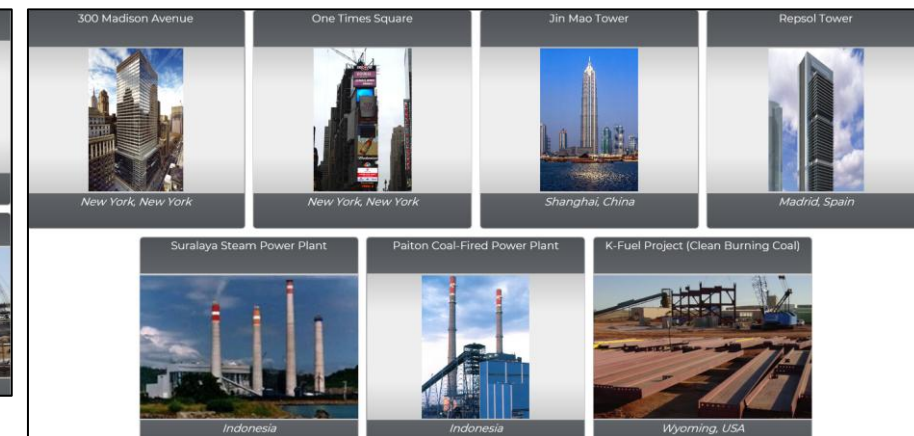 300 Madison Avenue
New York, New York
One Times Square
New York, New York
Jin Mao Tower
Shanghai, China
Repsol Tower
Madrid, Spain
Suralaya Steam Power Plant
Indonesia
Paiton Coal-Fired Power Plant
Indonesia
K-Fuel Project (Clean Burning Coal)
Wyoming, USA